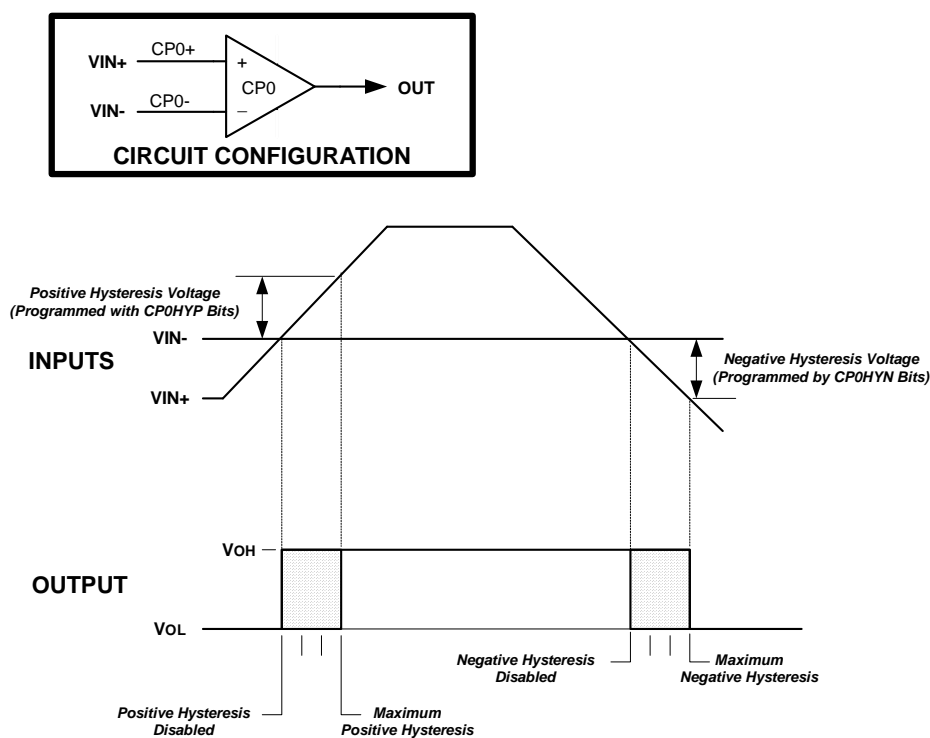 VIN+
CP0+
+
CP0
OUT
VIN-
CP0-
_
CIRCUIT CONFIGURATION
Positive Hysteresis Voltage
(Programmed with CP0HYP Bits)
VIN-
INPUTS
Negative Hysteresis Voltage
(Programmed by CP0HYN Bits)
VIN+
VOH
OUTPUT
VOL
Negative Hysteresis
Disabled
Maximum
Negative Hysteresis
Positive Hysteresis
Disabled
Maximum
Positive Hysteresis